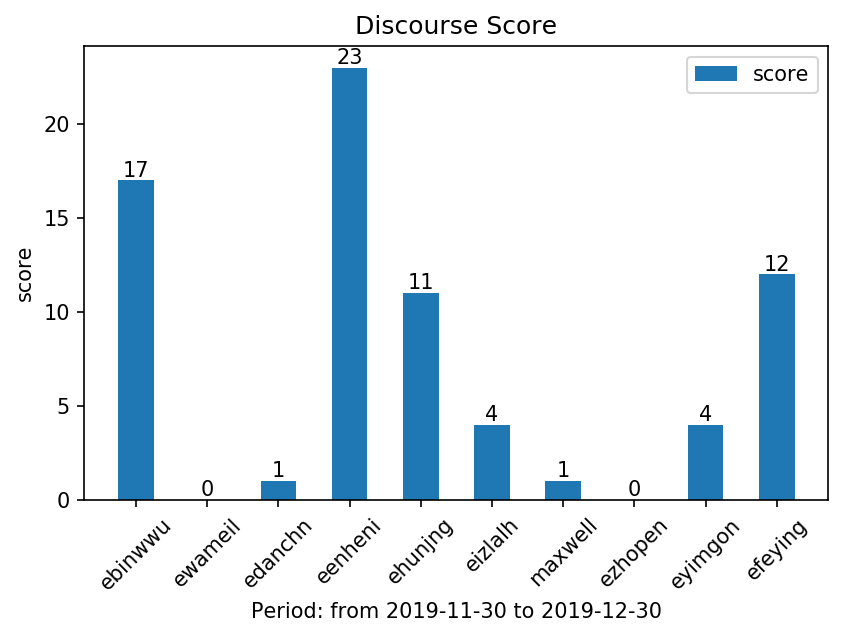 Discourse Score
score
23
20
17
15
12
11
10
5
4
4
1
1
0
0
0
score
ebinwwu
ewameil
edanchn
eenheni
ehunjng
eizlalh
maxwell
ezhopen
eyimgon
efeying
Period: from 2019-11-30 to 2019-12-30